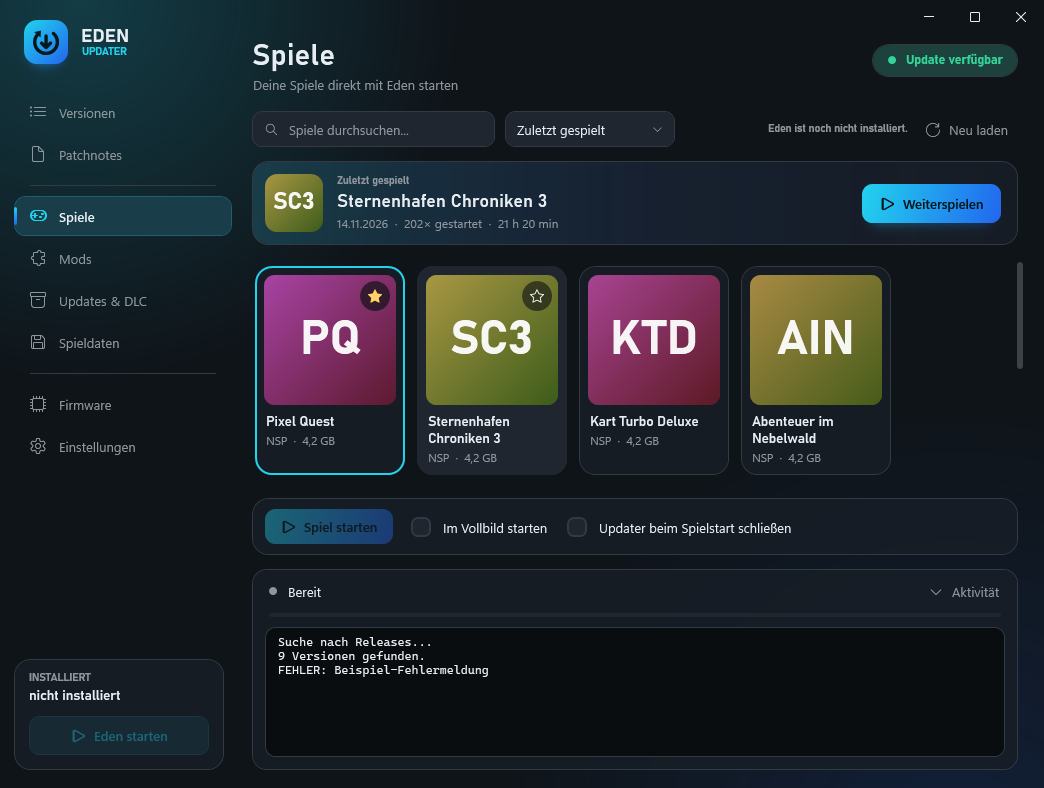 EDEN
UPDATER
Versionen
Patchnotes
Spiele
Mods
Updates & DLC
Spieldaten
Firmware
Einstellungen
INSTALLIERT
nicht installiert
Eden starten
Spiele
Deine Spiele direkt mit Eden starten
Update verfügbar
Spiele durchsuchen...
Zuletzt gespielt
Eden ist noch nicht installiert.
Neu laden
SC3
Zuletzt gespielt
Sternenhafen Chroniken 3
14.11.2026 · 202× gestartet · 21 h 20 min
Weiterspielen
PQ
Pixel Quest
NSP · 4,2 GB
SC3
Sternenhafen
Chroniken 3
NSP · 4,2 GB
KTD
Kart Turbo Deluxe
NSP · 4,2 GB
AIN
Abenteuer im
Nebelwald
NSP · 4,2 GB
Spiel starten
Im Vollbild starten
Updater beim Spielstart schließen
Bereit
Aktivität
Suche nach Releases...
9 Versionen gefunden.
FEHLER: Beispiel-Fehlermeldung